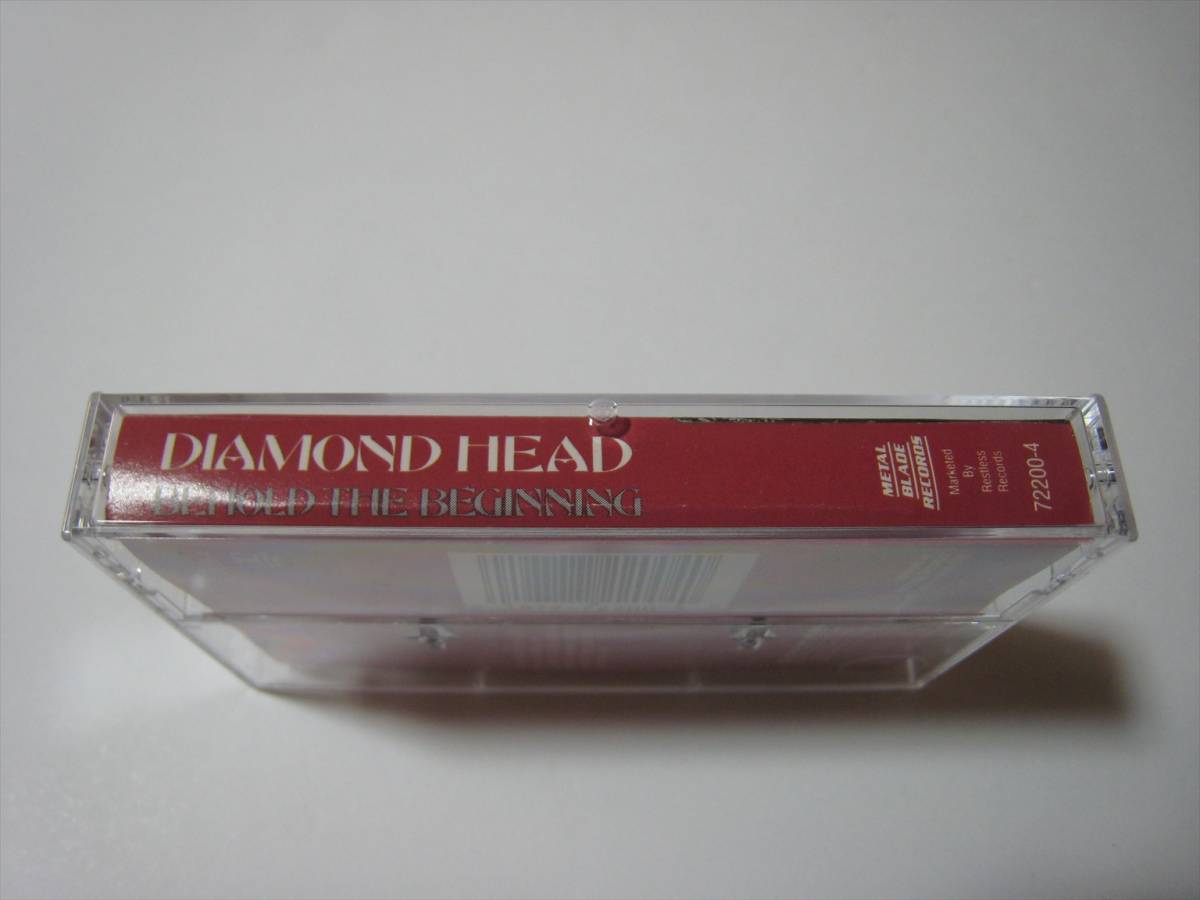 DIAMOND HEAD
BEHOLD THE BEGINNING
METAL
BLADE
RECORDS
Marketed
By
Restless
Records
72200-4